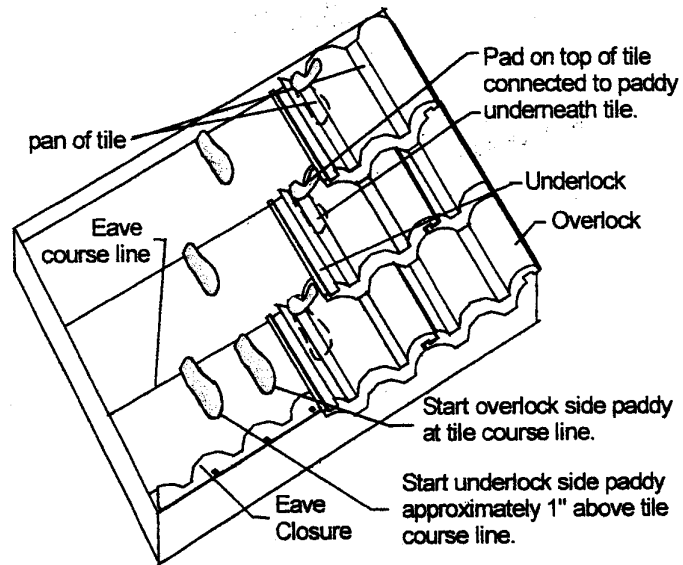 Pad on top of tile
connected to paddy
underneath tile.
pan of tile
Underlock
Overlock
Eave
course line
Start overlock side paddy
at tile course line.
Start underlock side paddy
approximately 1" above tile
course line.
Eave
Closure